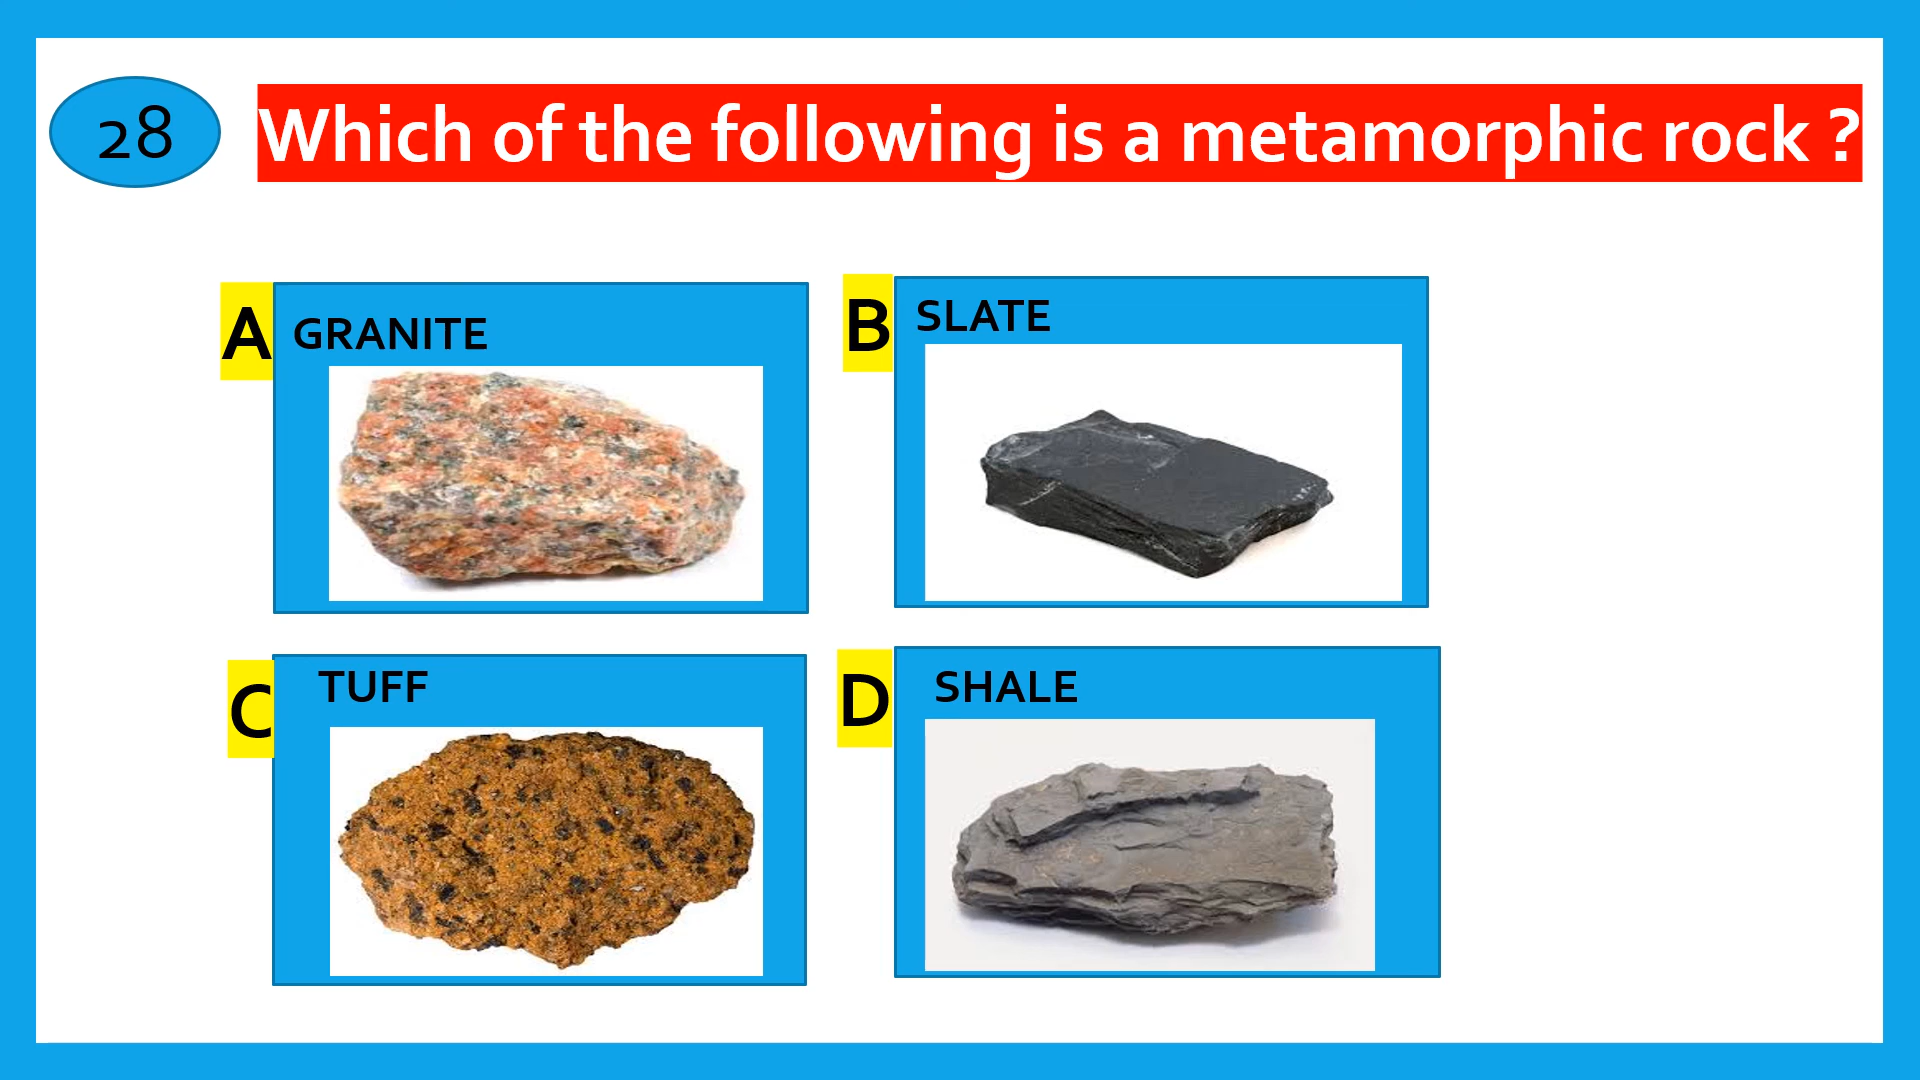 28
Which of the following is a metamorphic rock ?
A
GRANITE
B
SLATE
C
TUFF
D
SHALE